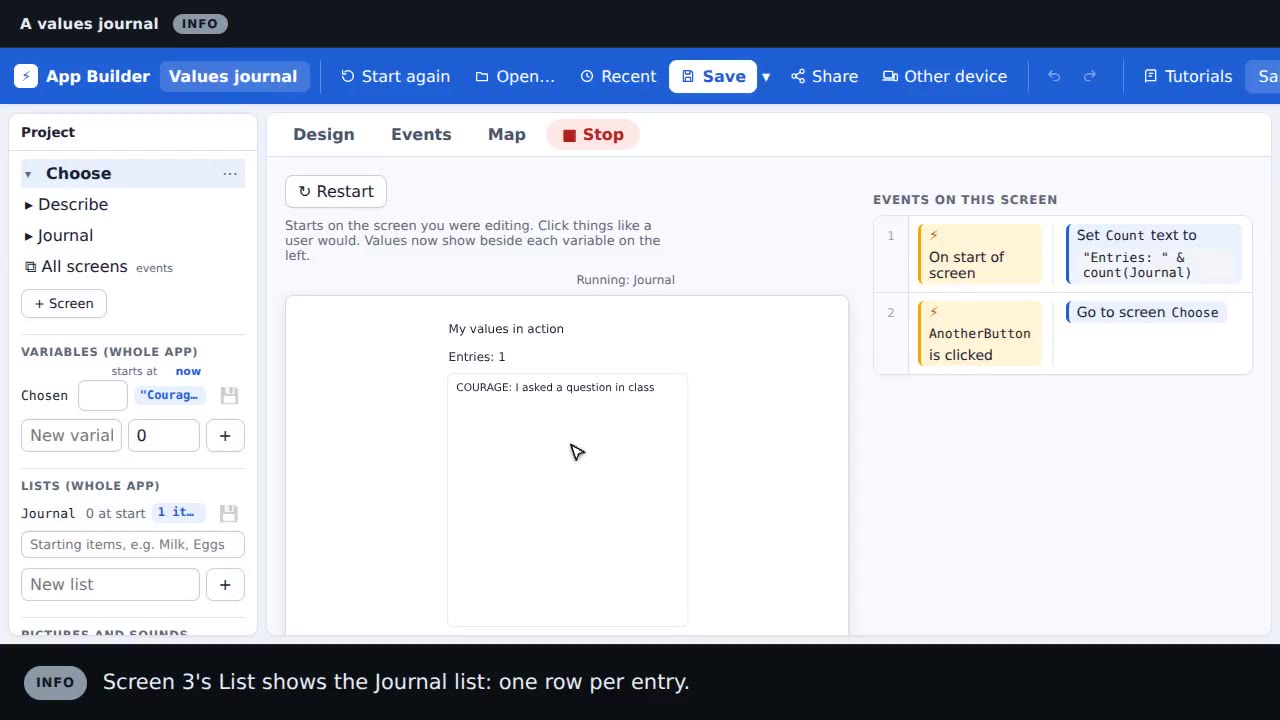 A values journal INFO
App Builder Values journal Start again Open... Recent Save Share Other device Tutorials
Project
Design Events Map Stop
Choose
Describe
Journal
All screens events
+ Screen
VARIABLES (WHOLE APP)
starts at now
Chosen "Courag…
New varial 0 +
LISTS (WHOLE APP)
Journal 0 at start 1 it…
Starting items, e.g. Milk, Eggs
New list +
Restart
Starts on the screen you were editing. Click things like a
user would. Values now show beside each variable on the
left.
Running: Journal
My values in action
Entries: 1
COURAGE: I asked a question in class
EVENTS ON THIS SCREEN
1
On start of
screen
Set Count text to
"Entries: " &
count(Journal)
2
AnotherButton
is clicked
Go to screen Choose
INFO Screen 3's List shows the Journal list: one row per entry.